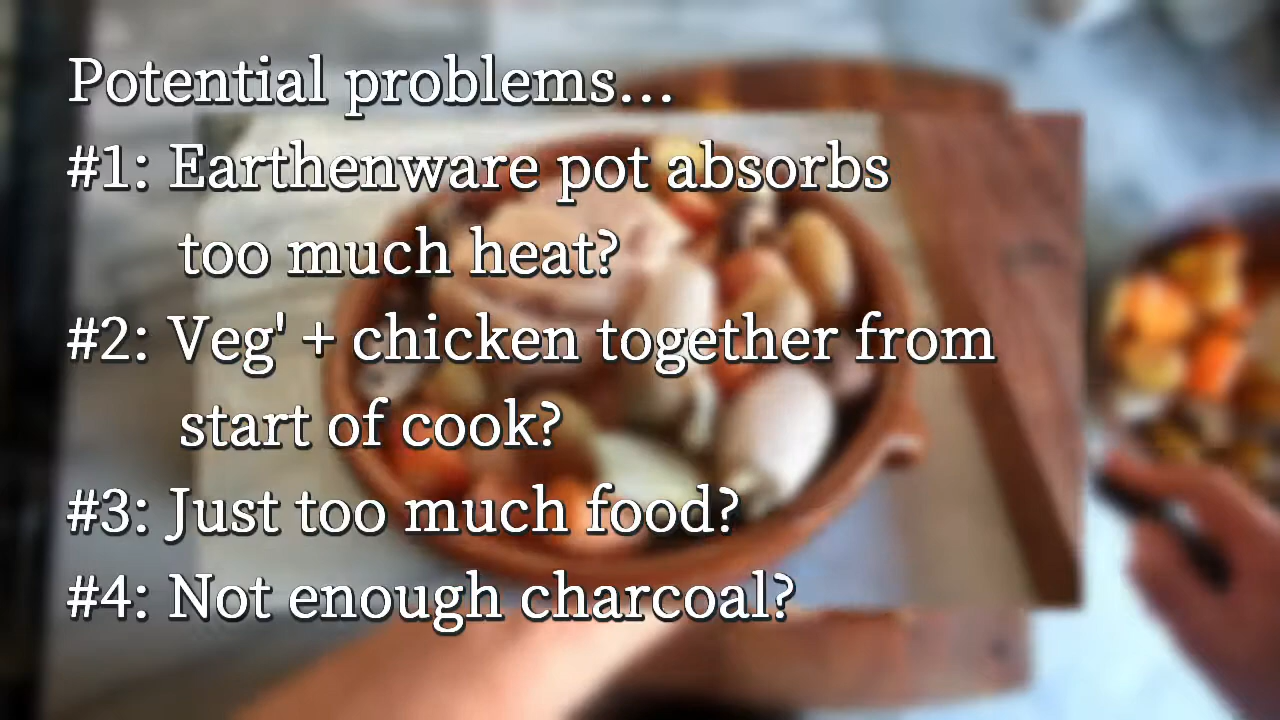 Potential problems...
#1: Earthenware pot absorbs
too much heat?
#2: Veg' + chicken together from
start of cook?
#3: Just too much food?
#4: Not enough charcoal?